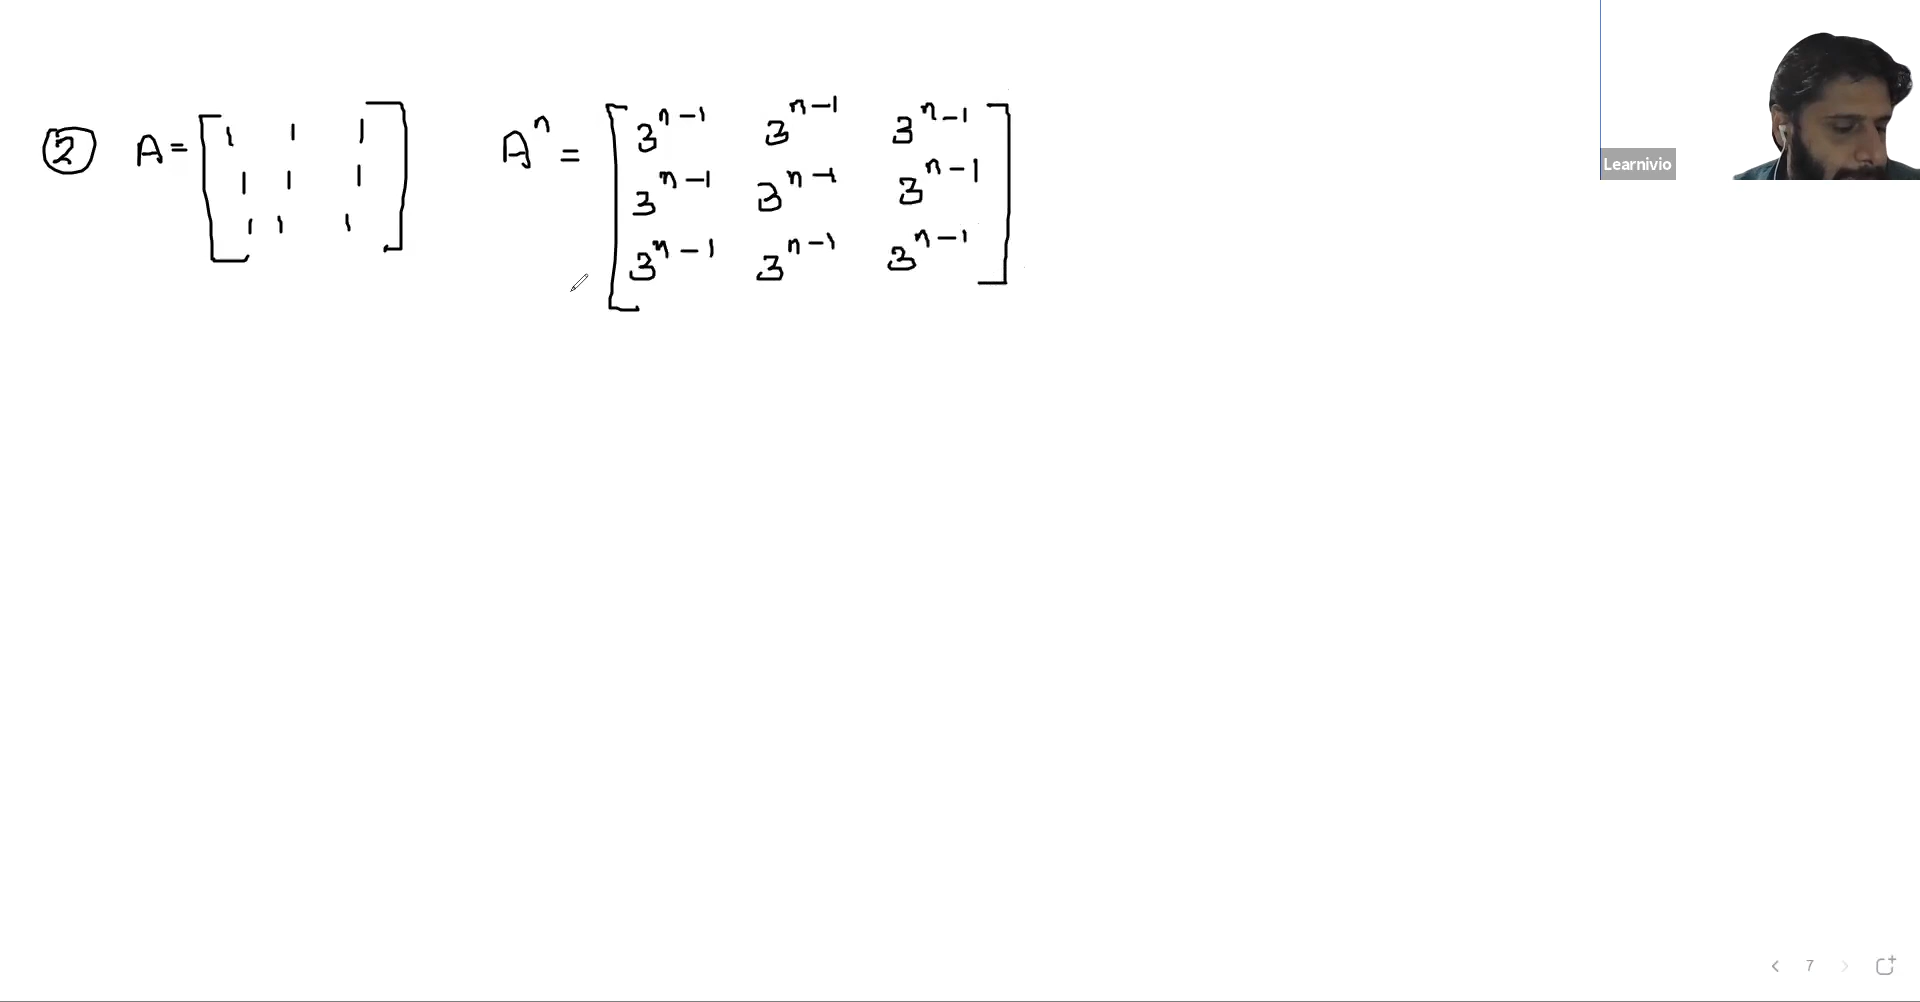 ② A = [ 1 1 1
1 1 1
1 1 1 ]
Aⁿ = [ 3ⁿ⁻¹ 3ⁿ⁻¹ 3ⁿ⁻¹
3ⁿ⁻¹ 3ⁿ⁻¹ 3ⁿ⁻¹
3ⁿ⁻¹ 3ⁿ⁻¹ 3ⁿ⁻¹ ]
Learnivio
7